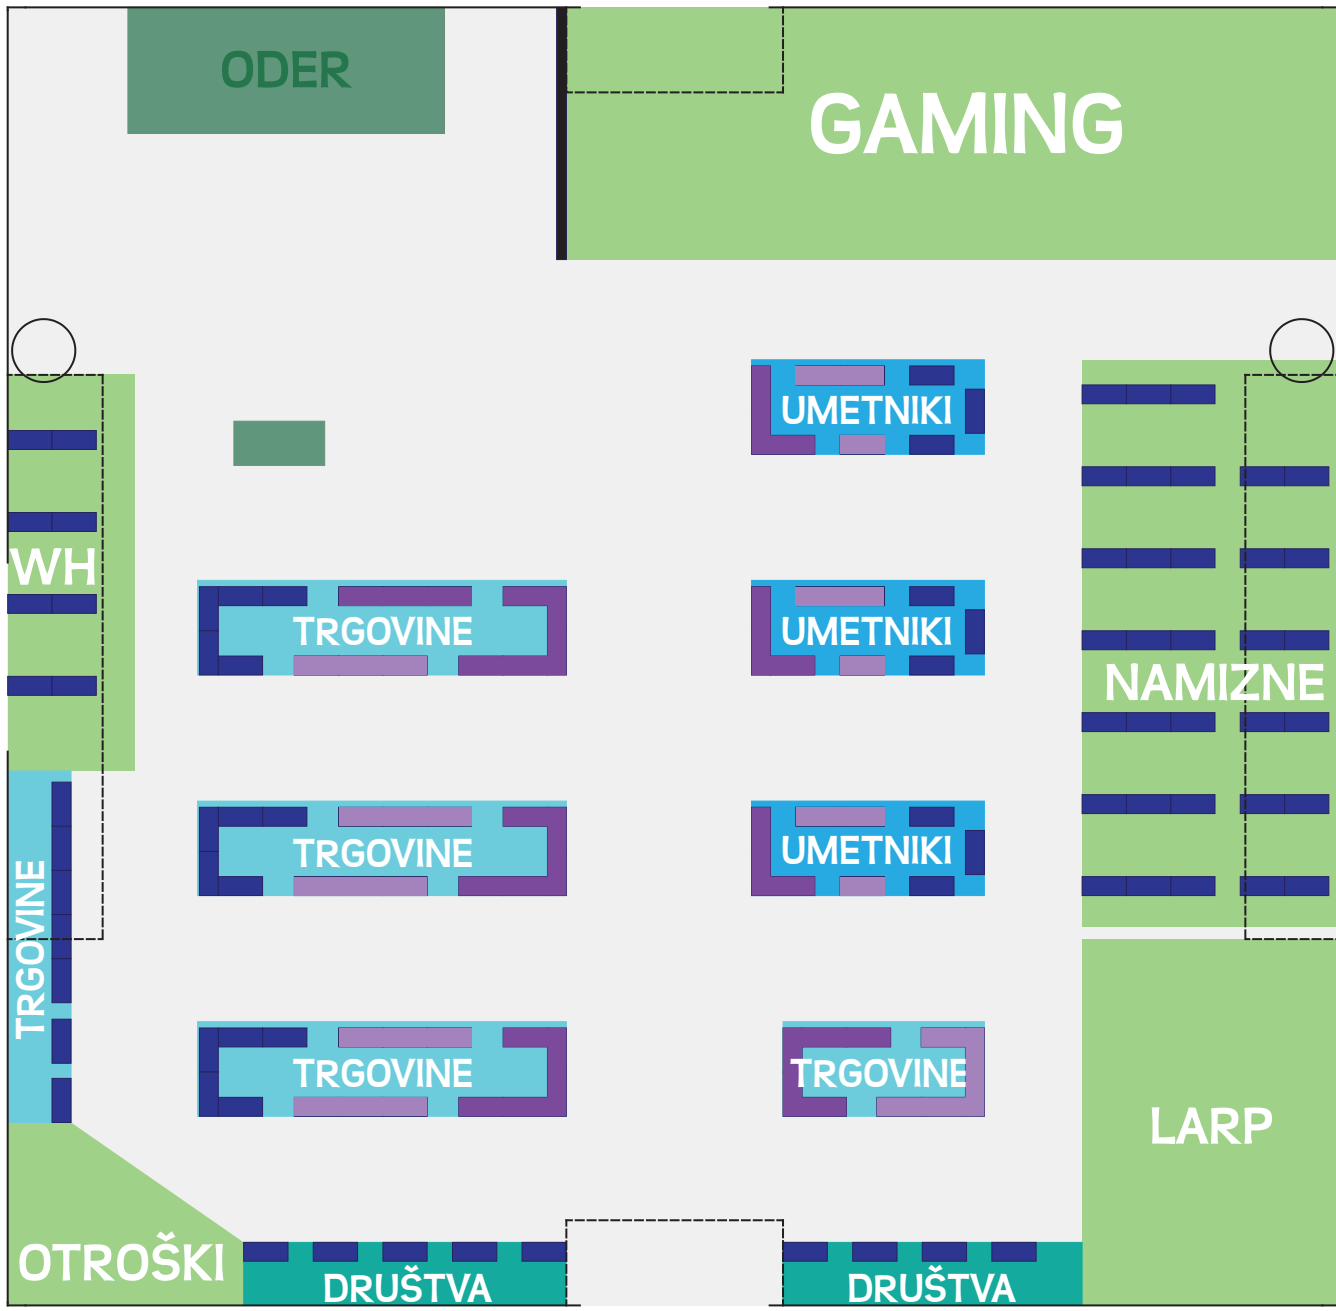 ODER
GAMING
UMETNIKI
WH
TRGOVINE
UMETNIKI
NAMIZNE
TRGOVINE
UMETNIKI
TRGOVINE
TRGOVINE
TRGOVINE
LARP
OTROŠKI
DRUŠTVA
DRUŠTVA